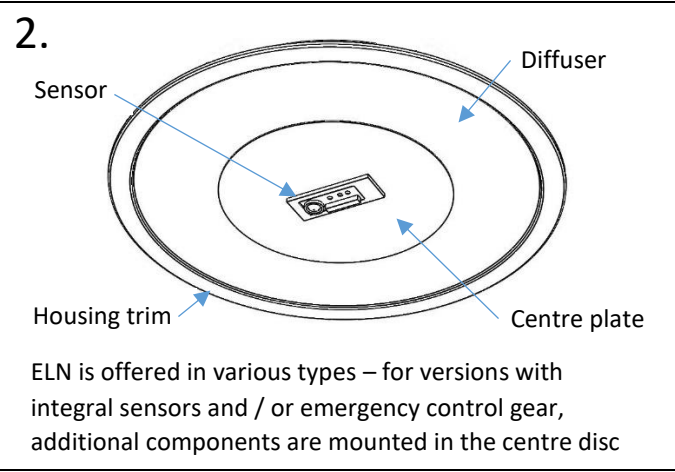 2.
Diffuser
Sensor
Housing trim
Centre plate
ELN is offered in various types – for versions with
integral sensors and / or emergency control gear,
additional components are mounted in the centre disc